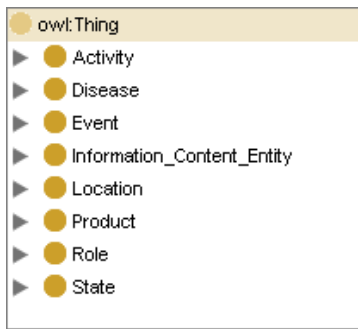 owl:Thing
Activity
Disease
Event
Information_Content_Entity
Location
Product
Role
State